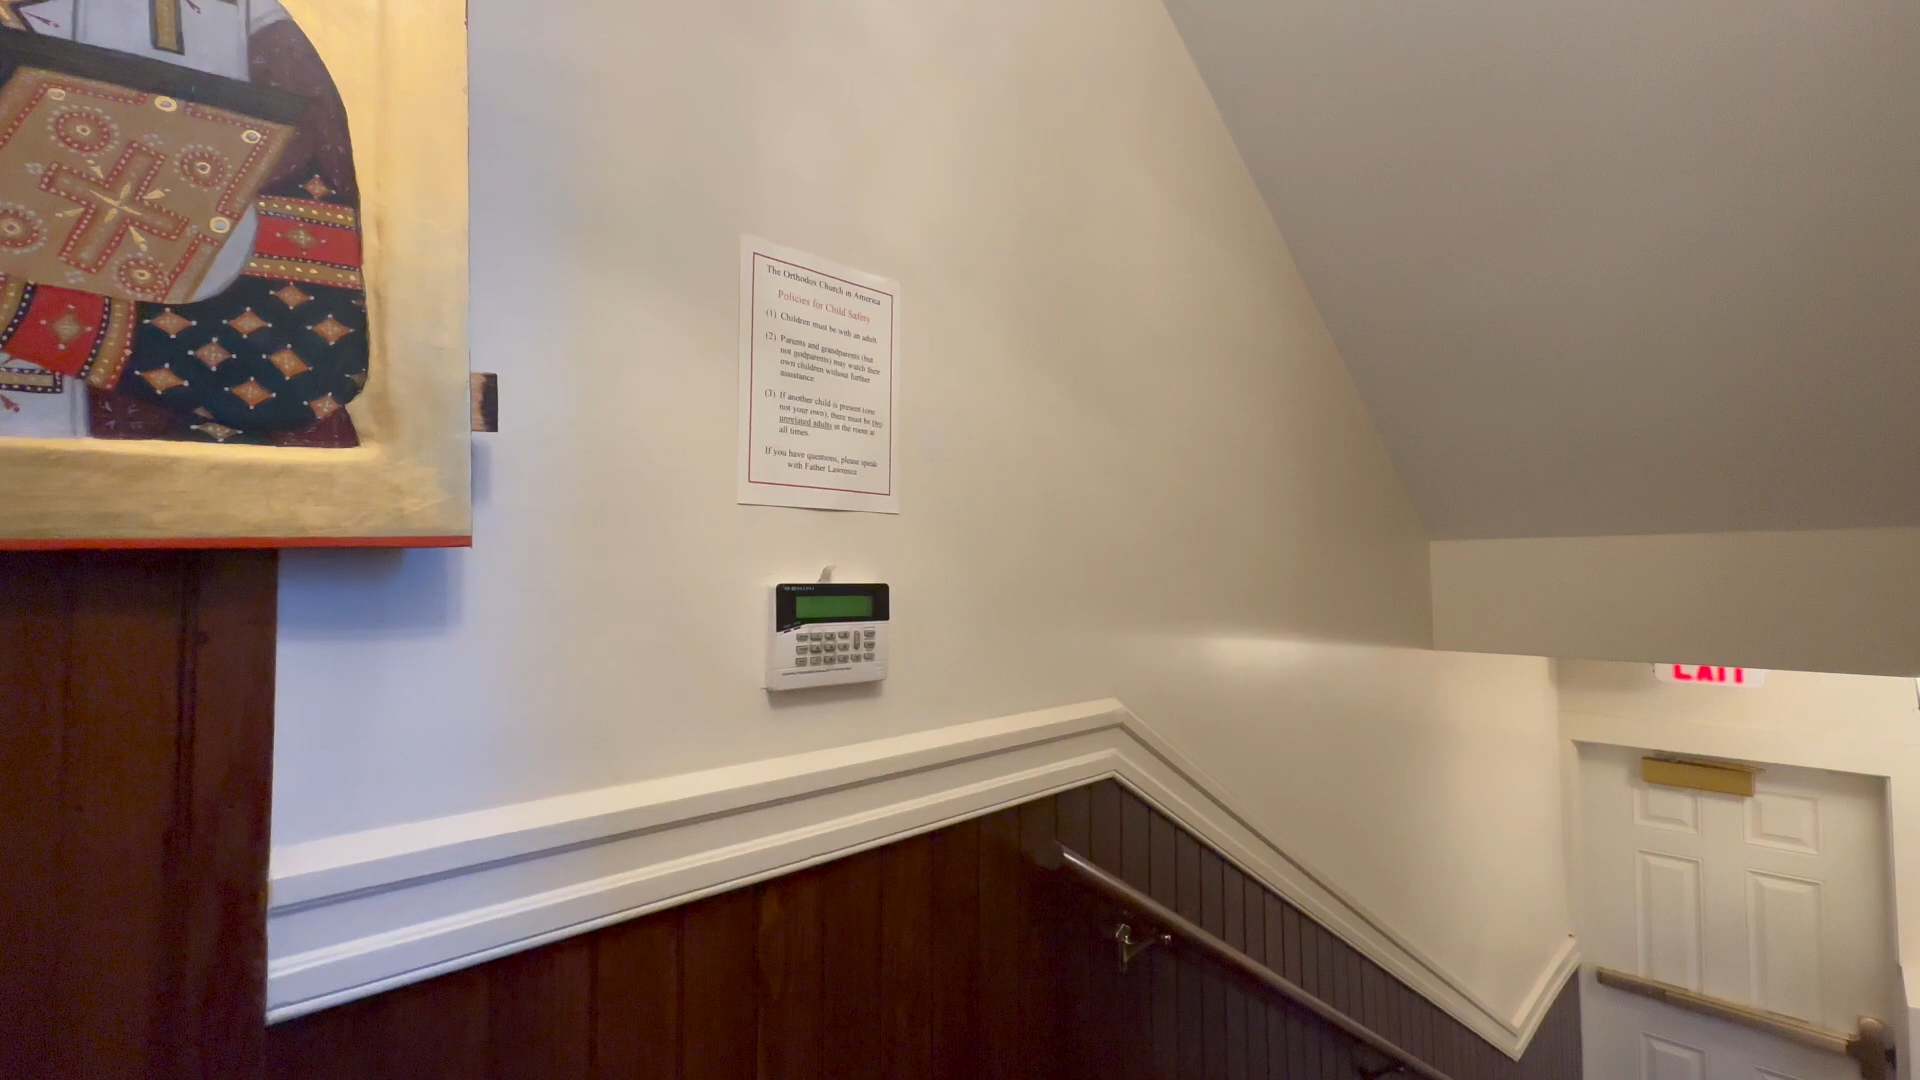 The Orthodox Church in America
Policies for Child Safety
(1) Children must be with an adult.
(2) Parents and grandparents (but
not godparents) may watch their
own children without further
assistance.
(3) If another child is present (one
not your own), there must be two
unrelated adults in the room at
all times.
If you have questions, please speak
with Father Lawrence
GEMINI
EXIT